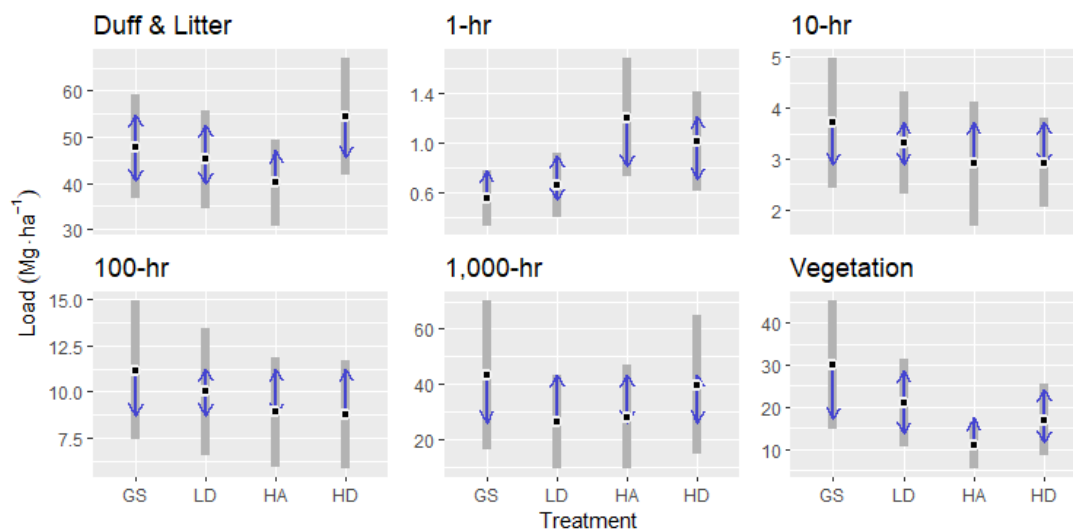 Duff & Litter
1-hr
10-hr
60
50
40
30
1.4
1.0
0.6
5
4
3
2
Load (Mg·ha⁻¹)
100-hr
1,000-hr
Vegetation
15.0
12.5
10.0
7.5
60
40
20
40
30
20
10
GS LD HA HD
GS LD HA HD
GS LD HA HD
Treatment